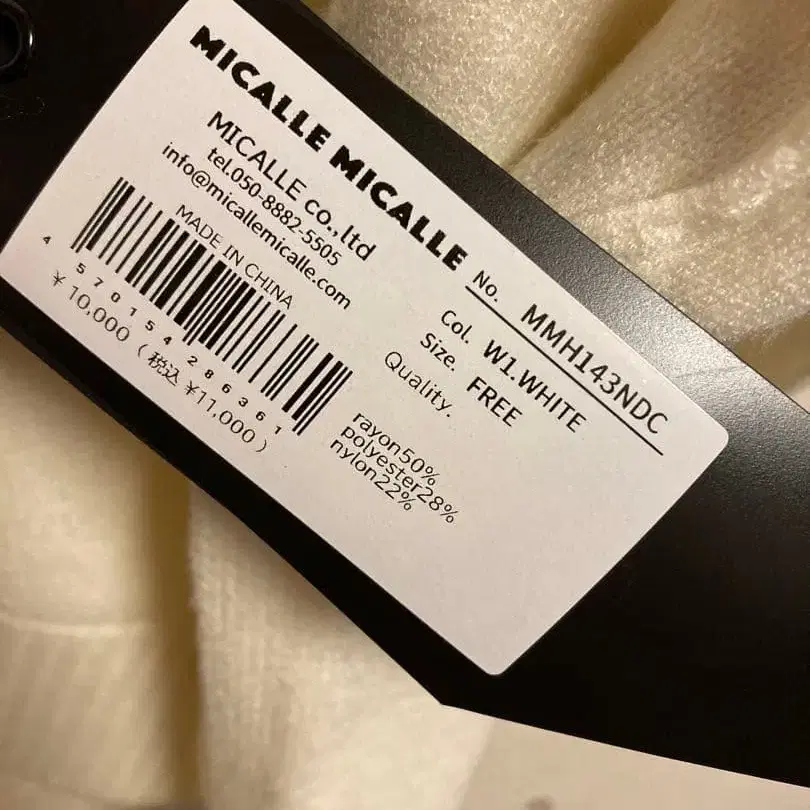 MICALLE MICALLE
MICALLE co.,ltd
tel.050-8882-5505
info@micallemicalle.com
MADE IN CHINA
4 570154 286361
¥10,000 (税込 ¥11,000)
No. MMH143NDC
Col. W1.WHITE
Size. FREE
Quality.
rayon50%
polyester28%
nylon22%